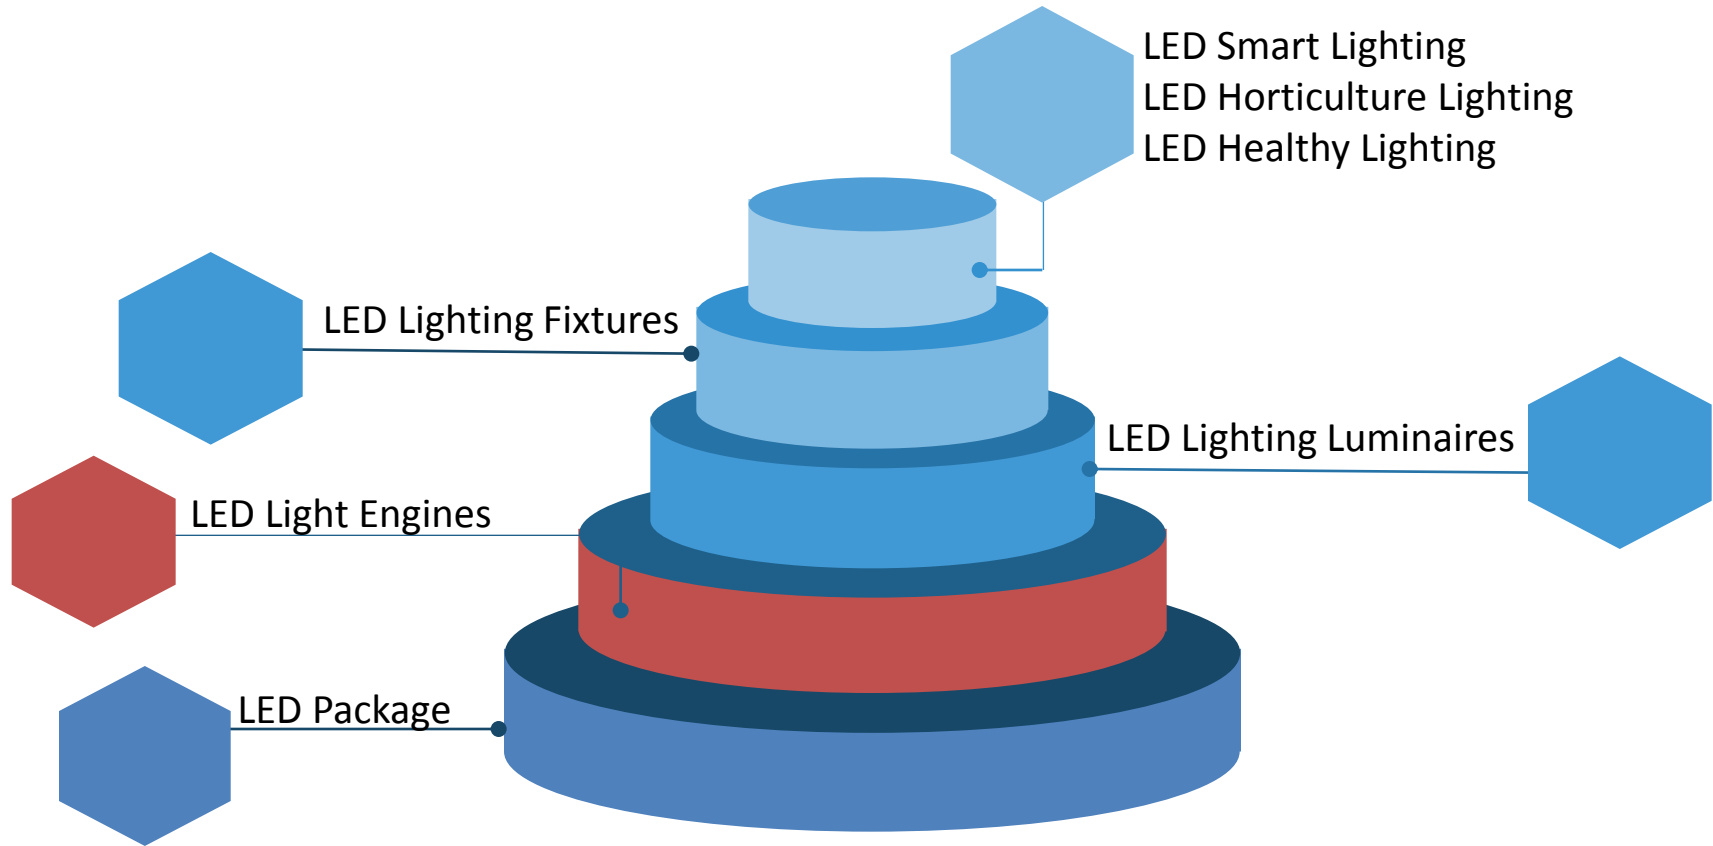 LED Smart Lighting
LED Horticulture Lighting
LED Healthy Lighting
LED Lighting Fixtures
LED Lighting Luminaires
LED Light Engines
LED Package